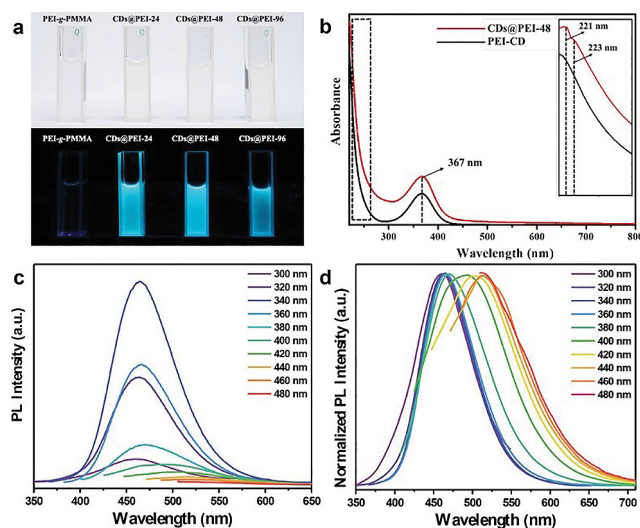 a
PEI-g-PMMA CDs@PEI-24 CDs@PEI-48 CDs@PEI-96
PEI-g-PMMA CDs@PEI-24 CDs@PEI-48 CDs@PEI-96
b
Absorbance
CDs@PEI-48
PEI-CD
221 nm
223 nm
367 nm
300 400 500 600 700 800
Wavelength (nm)
c
PL Intensity (a.u.)
300 nm
320 nm
340 nm
360 nm
380 nm
400 nm
420 nm
440 nm
460 nm
480 nm
350 400 450 500 550 600 650
Wavelength (nm)
d
Normalized PL Intensity (a.u.)
300 nm
320 nm
340 nm
360 nm
380 nm
400 nm
420 nm
440 nm
460 nm
480 nm
350 400 450 500 550 600 650 700
Wavelength (nm)